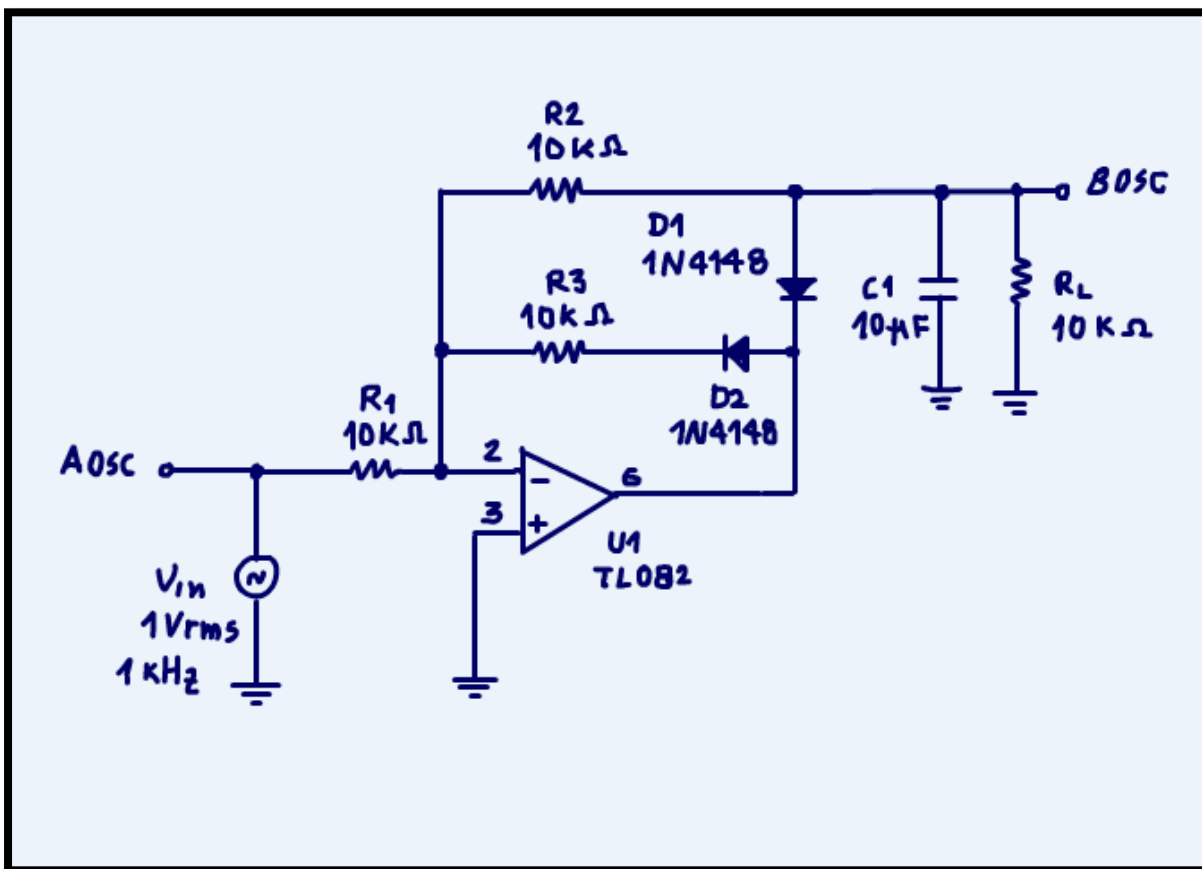 R2
10KΩ
BOSC
D1
1N4148
R3
10KΩ
C1
10μF
RL
10KΩ
D2
1N4148
R1
10KΩ
AOSC
2
-
6
3
+
U1
TL082
Vin
~
1Vrms
1KHz